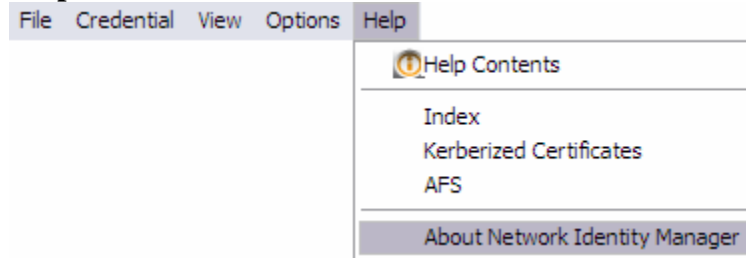 File Credential View Options Help
Help Contents
Index
Kerberized Certificates
AFS
About Network Identity Manager